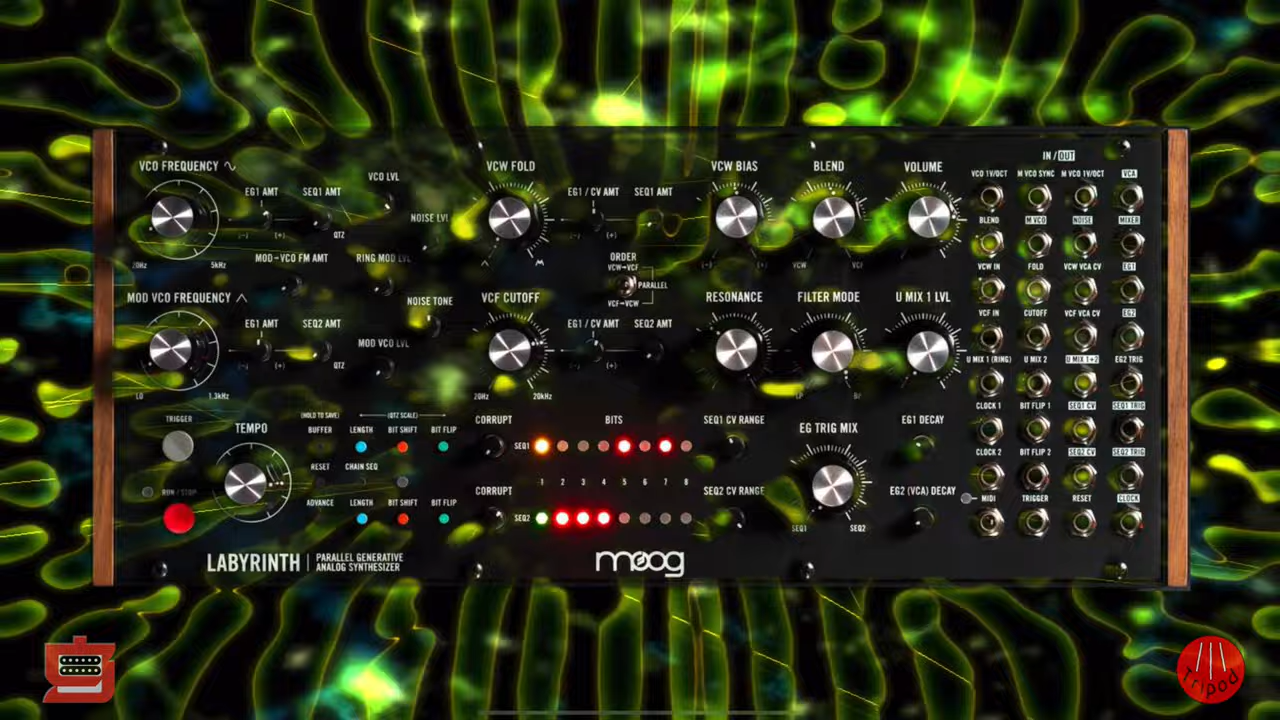 IN / OUT
VCO FREQUENCY
VCO LVL
VCW FOLD
VCW BIAS
BLEND
VOLUME
VCO 1V/OCT
M VCO SYNC
M VCO 1V/OCT
VCA
EG1 AMT
SEQ1 AMT
EG1 / CV AMT
SEQ1 AMT
NOISE LVL
BLEND
M VCO
NOISE
MIXER
(-)
(+)
QTZ
(-)
(+)
20Hz
5kHz
(-)
(+)
VCW
VCF
MOD→VCO FM AMT
RING MOD LVL
ORDER
VCW→VCF
PARALLEL
VCF→VCW
VCW IN
FOLD
VCW VCA CV
EG1
MOD VCO FREQUENCY
NOISE TONE
VCF CUTOFF
RESONANCE
FILTER MODE
U MIX 1 LVL
VCF IN
CUTOFF
VCF VCA CV
EG2
EG1 AMT
SEQ2 AMT
MOD VCO LVL
EG1 / CV AMT
SEQ2 AMT
U MIX 1 (RING)
U MIX 2
U MIX 1+2
EG2 TRIG
(-)
(+)
QTZ
(-)
(+)
LO
1.3kHz
20Hz
20kHz
LP
BP
CLOCK 1
BIT FLIP 1
SEQ1 CV
SEQ1 TRIG
TRIGGER
TEMPO
(HOLD TO SAVE)
BUFFER
(QTZ SCALE)
LENGTH
BIT SHIFT
BIT FLIP
CORRUPT
BITS
SEQ1 CV RANGE
EG TRIG MIX
EG1 DECAY
SEQ1
RESET
CHAIN SEQ
CLOCK 2
BIT FLIP 2
SEQ2 CV
SEQ2 TRIG
1 2 3 4 5 6 7 8
RUN / STOP
ADVANCE
LENGTH
BIT SHIFT
BIT FLIP
CORRUPT
SEQ2 CV RANGE
EG2 (VCA) DECAY
MIDI
TRIGGER
RESET
CLOCK
SEQ2
SEQ1
SEQ2
LABYRINTH
PARALLEL GENERATIVE
ANALOG SYNTHESIZER
moog
Tripod